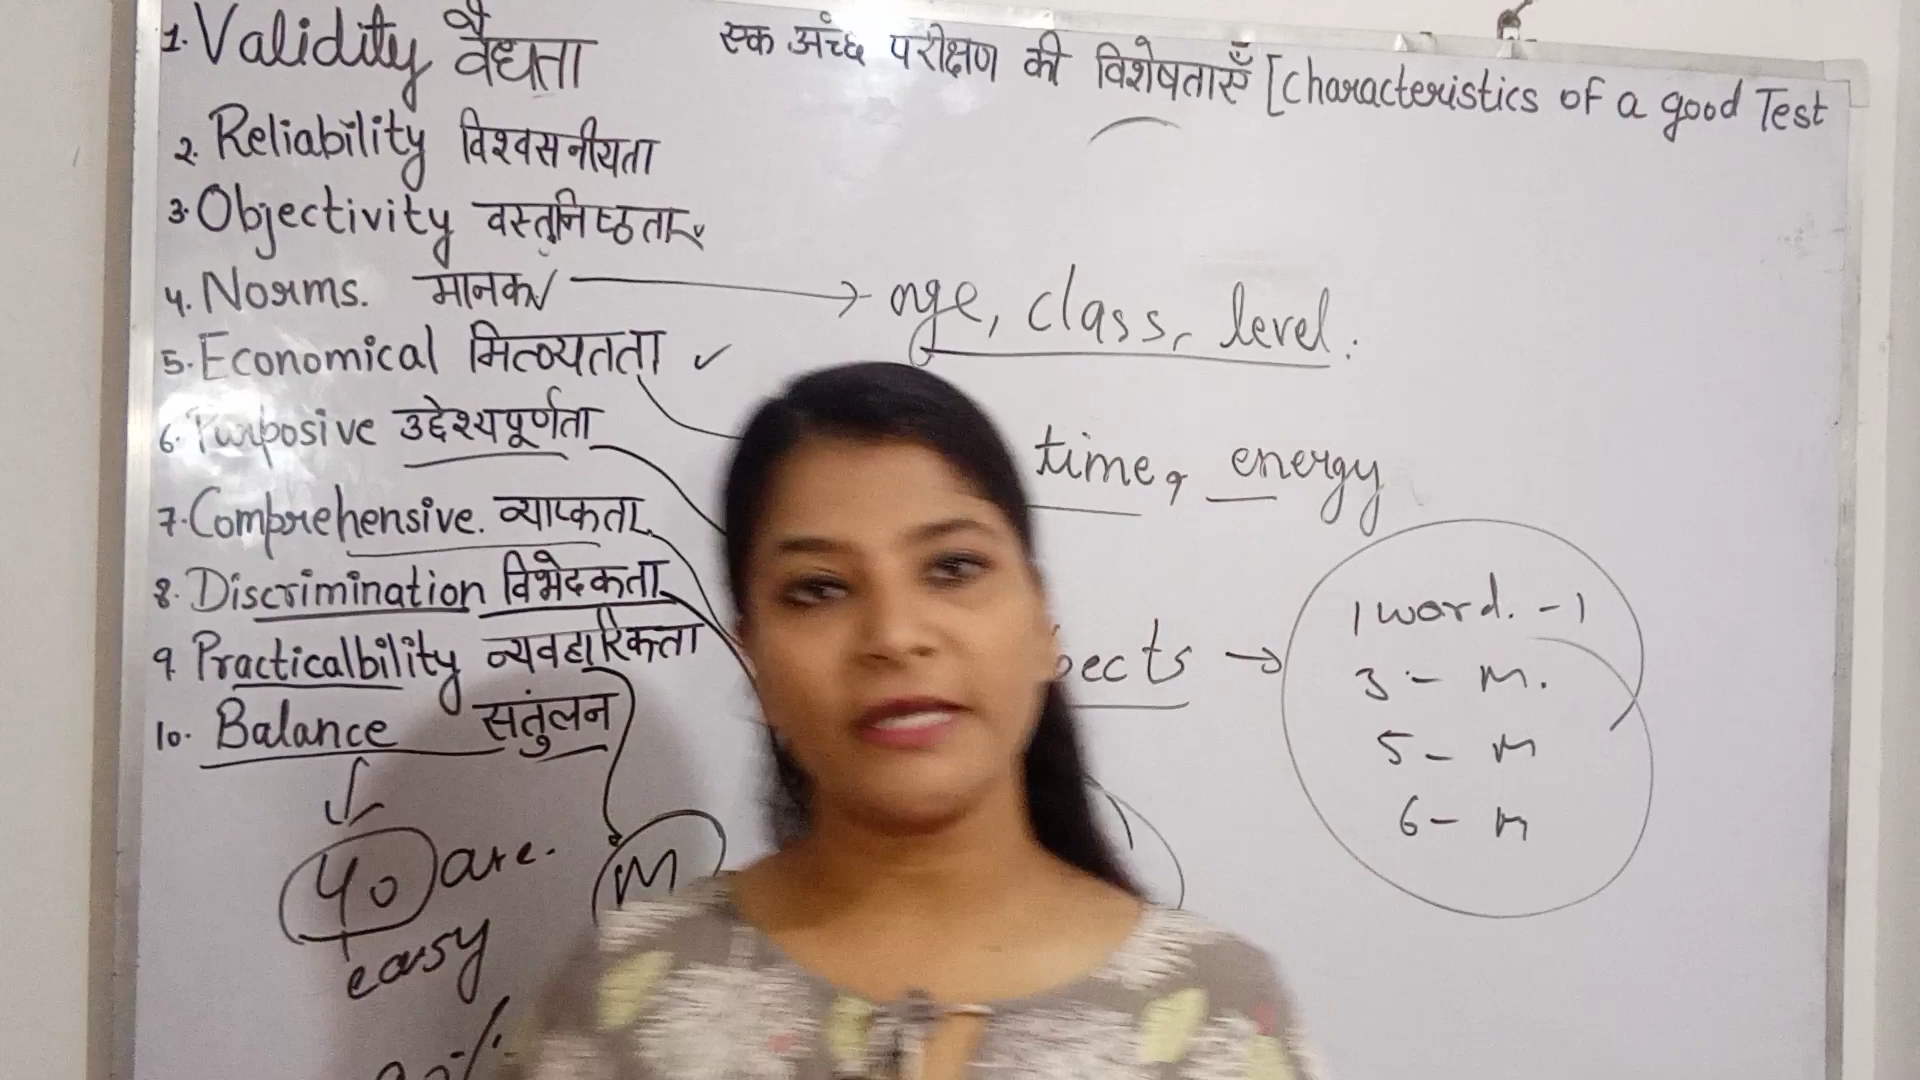 एक अच्छे परीक्षण की विशेषताएँ [Characteristics of a good Test
1. Validity वैधता
2. Reliability विश्वसनीयता
3. Objectivity वस्तुनिष्ठता
4. Norms. मानक → age, class, level.
5. Economical मितव्यतता ✓
time, energy
6. Purposive उद्देश्यपूर्णता
7. Comprehensive. व्यापकता
8. Discrimination विभेदकता
9. Practicalbility व्यवहारिकता
10. Balance संतुलन
→
1 word. - 1
3 - m.
5 - m
6 - m
40 are.
easy
m